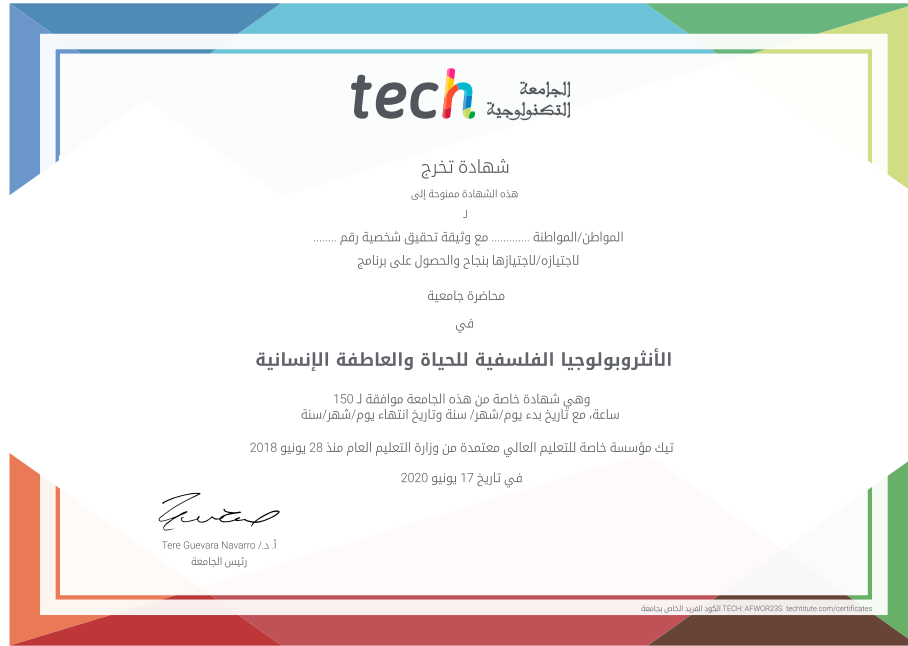 tech الجامعة
التكنولوجية
شهادة تخرج
هذه الشهادة ممنوحة إلى
لـ
المواطن/المواطنة ............. مع وثيقة تحقيق شخصية رقم ........
لاجتيازه/لاجتيازها بنجاح والحصول على برنامج
محاضرة جامعية
في
الأنثروبولوجيا الفلسفية للحياة والعاطفة الإنسانية
وهي شهادة خاصة من هذه الجامعة موافقة لـ 150
ساعة، مع تاريخ بدء يوم/شهر/ سنة وتاريخ انتهاء يوم/شهر/سنة
تيك مؤسسة خاصة للتعليم العالي معتمدة من وزارة التعليم العام منذ 28 يونيو 2018
في تاريخ 17 يونيو 2020
أ. د./ Tere Guevara Navarro
رئيس الجامعة
الكود الفريد الخاص بجامعة TECH: AFWOR23S techtitute.com/certificates